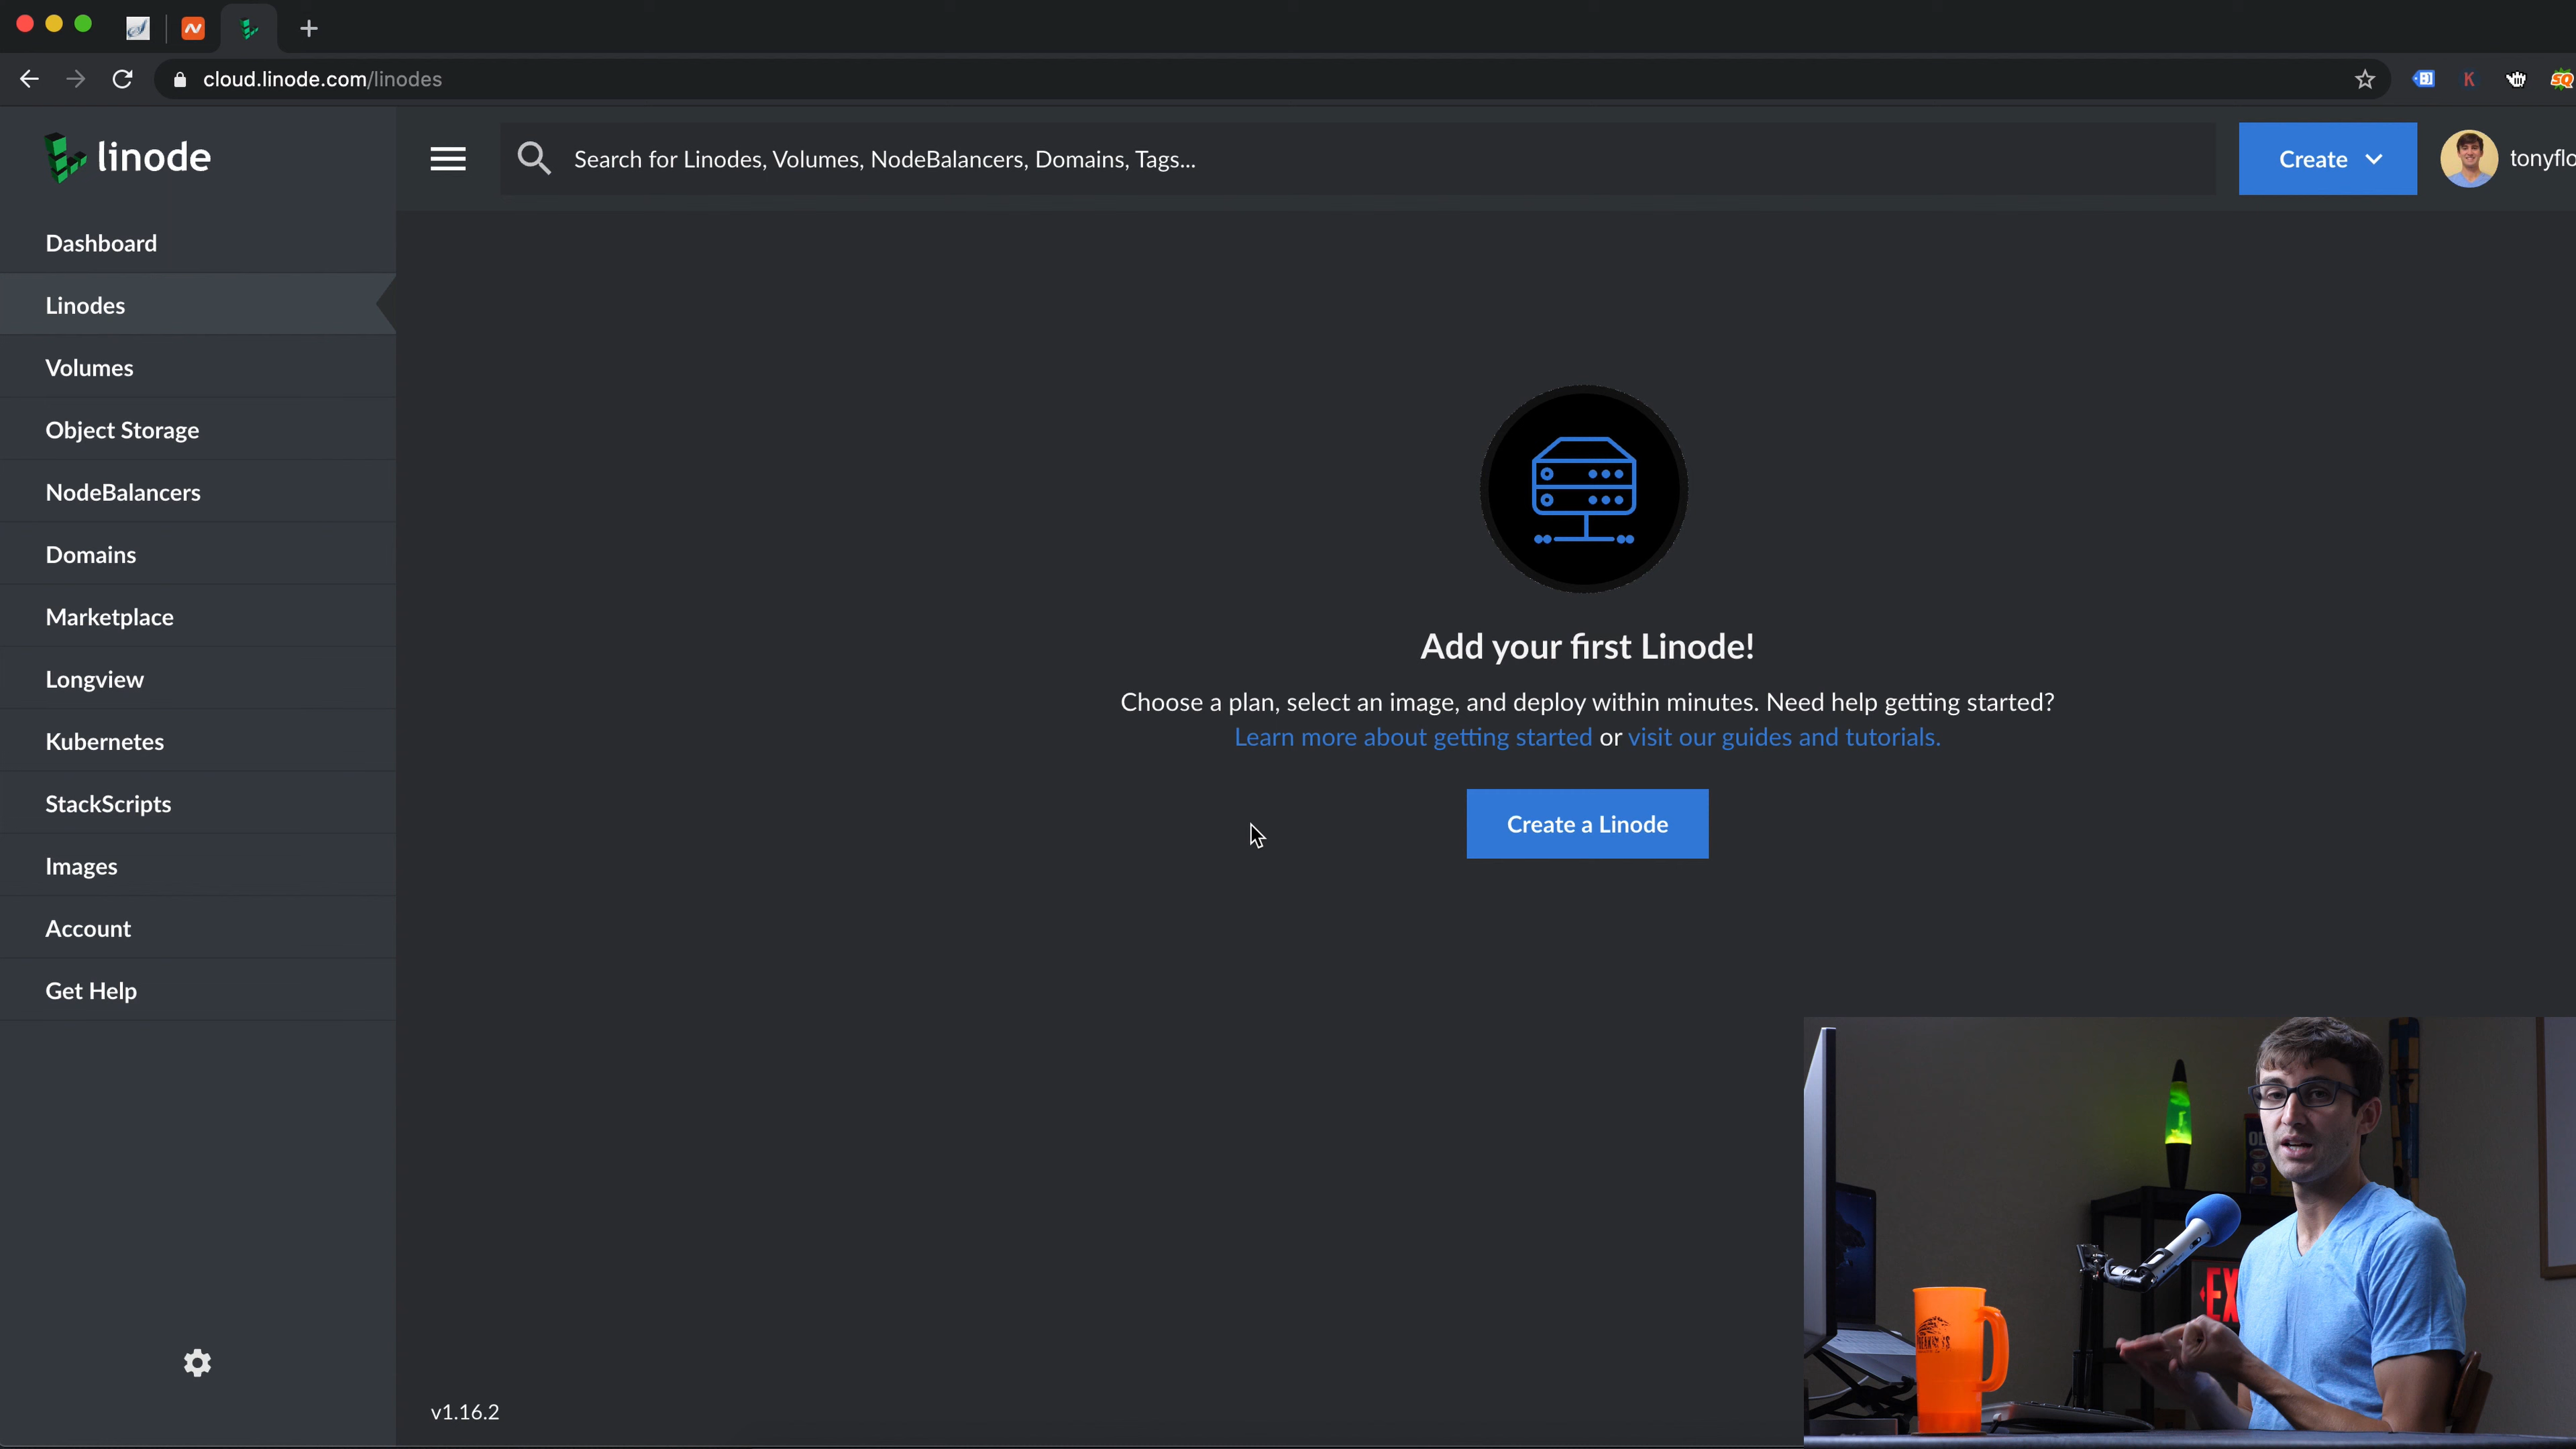 cloud.linode.com/linodes
linode
Search for Linodes, Volumes, NodeBalancers, Domains, Tags...
Create
tonyflo
Dashboard
Linodes
Volumes
Object Storage
NodeBalancers
Domains
Marketplace
Longview
Kubernetes
StackScripts
Images
Account
Get Help
Add your first Linode!
Choose a plan, select an image, and deploy within minutes. Need help getting started?
Learn more about getting started or visit our guides and tutorials.
Create a Linode
v1.16.2
K
SQ
EX